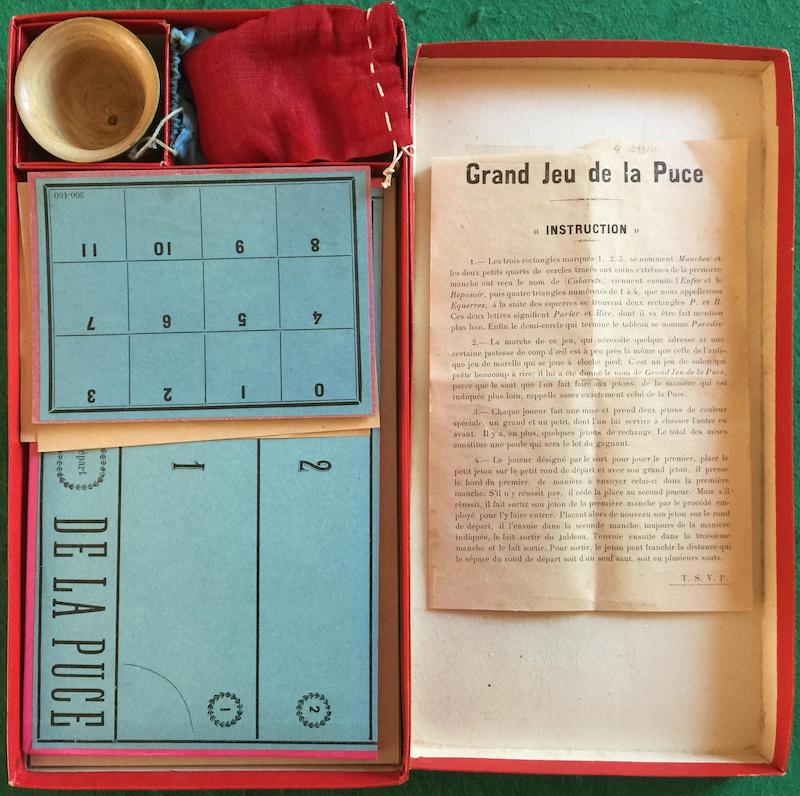 300-400
11 10 9 8
7 6 5 4
3 2 1 0
Départ
DE LA PUCE
1
2
1
2
Grand Jeu de la Puce
« INSTRUCTION »
1.— Les trois rectangles marqués 1, 2, 3, se nomment Manches et
les deux petits quarts de cercles tracés aux coins extrêmes de la première
manche ont reçu le nom de (Cabarets,) viennent ensuite l'Enfer et le
Reposoir, puis quatre triangles numérotés de 1 à 4, que nous appellerons
Equerres; à la suite des équerres se trouvent deux rectangles P. et R.
Ces deux lettres signifient Parler et Rire, dont il va être fait mention
plus loin. Enfin le demi-cercle qui termine le tableau se nomme Paradis.
2.— La marche de ce jeu, qui nécessite quelque adresse et une
certaine justesse de coup d'œil est à peu près la même que celle de l'anti-
que jeu de marelle qui se joue à cloche pied; C'est un jeu de salon qui
prête beaucoup à rire; il lui a été donné le nom de Grand Jeu de la Puce,
parce que le saut que l'on fait faire aux jetons, de la manière qui est
indiquée plus loin, rappelle assez exactement celui de la Puce.
3.— Chaque joueur fait une mise et prend deux jetons de couleur
spéciale, un grand et un petit, dont l'un lui servira à chasser l'autre en
avant. Il y a, en plus, quelques jetons de rechange. Le total des mises
constitue une poule qui sera le lot du gagnant.
4.— Le joueur désigné par le sort pour jouer le premier, place le
petit jeton sur le petit rond de départ et avec son grand jeton, il presse
le bord du premier, de manière à envoyer celui-ci dans la première
manche. S'il n'y réussit pas, il cède la place au second joueur. Mais s'il
réussit, il fait sortir son jeton de la première manche par le procédé em-
ployé pour l'y faire entrer. Plaçant alors de nouveau son jeton sur le rond
de départ, il l'envoie dans la seconde manche, toujours de la manière
indiquée, le fait sortir du tableau, l'envoie ensuite dans la troisième
manche et le fait sortir. Pour sortir, le jeton peut franchir la distance qui
le sépare du rond de départ soit d'un seul saut, soit en plusieurs sauts.
T. S. V. P.